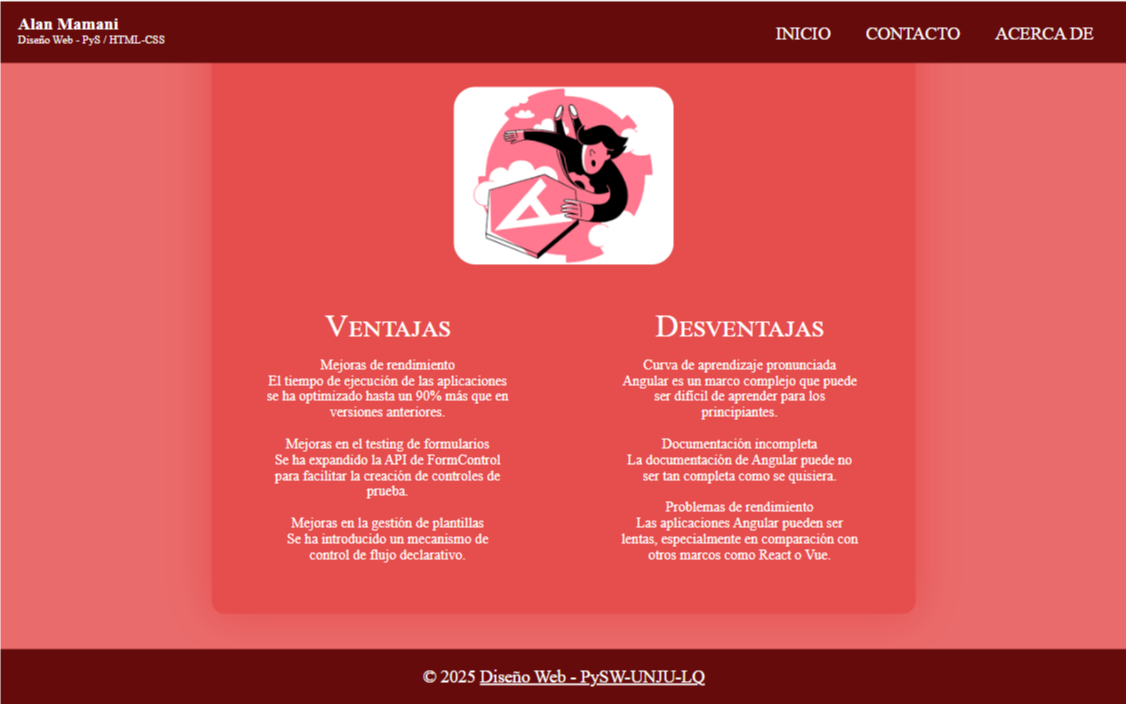 Alan Mamani
Diseño Web - PyS / HTML-CSS
INICIO CONTACTO ACERCA DE
A
Ventajas
Mejoras de rendimiento
El tiempo de ejecución de las aplicaciones
se ha optimizado hasta un 90% más que en
versiones anteriores.
Mejoras en el testing de formularios
Se ha expandido la API de FormControl
para facilitar la creación de controles de
prueba.
Mejoras en la gestión de plantillas
Se ha introducido un mecanismo de
control de flujo declarativo.
Desventajas
Curva de aprendizaje pronunciada
Angular es un marco complejo que puede
ser difícil de aprender para los
principiantes.
Documentación incompleta
La documentación de Angular puede no
ser tan completa como se quisiera.
Problemas de rendimiento
Las aplicaciones Angular pueden ser
lentas, especialmente en comparación con
otros marcos como React o Vue.
© 2025 Diseño Web - PySW-UNJU-LQ